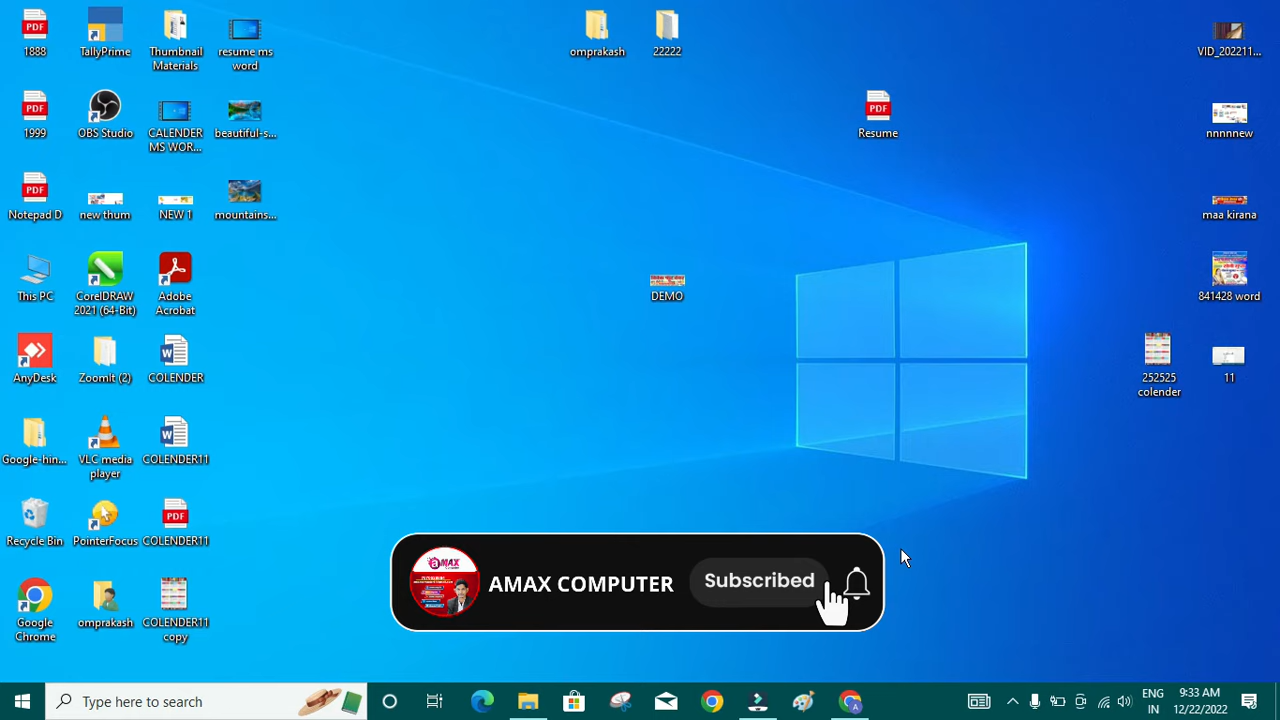 1888
TallyPrime
Thumbnail
Materials
resume ms
word
omprakash
22222
VID_202211...
1999
OBS Studio
CALENDER
MS WOR...
beautiful-s...
Resume
nnnnnew
Notepad D
new thum
NEW 1
mountains...
maa kirana
This PC
CorelDRAW
2021 (64-Bit)
Adobe
Acrobat
DEMO
841428 word
AnyDesk
ZoomIt (2)
COLENDER
252525
colender
11
Google-hin...
VLC media
player
COLENDER11
Recycle Bin
PointerFocus
COLENDER11
Google
Chrome
omprakash
COLENDER11
copy
AMAX COMPUTER
Subscribed
Type here to search
ENG
IN
9:33 AM
12/22/2022